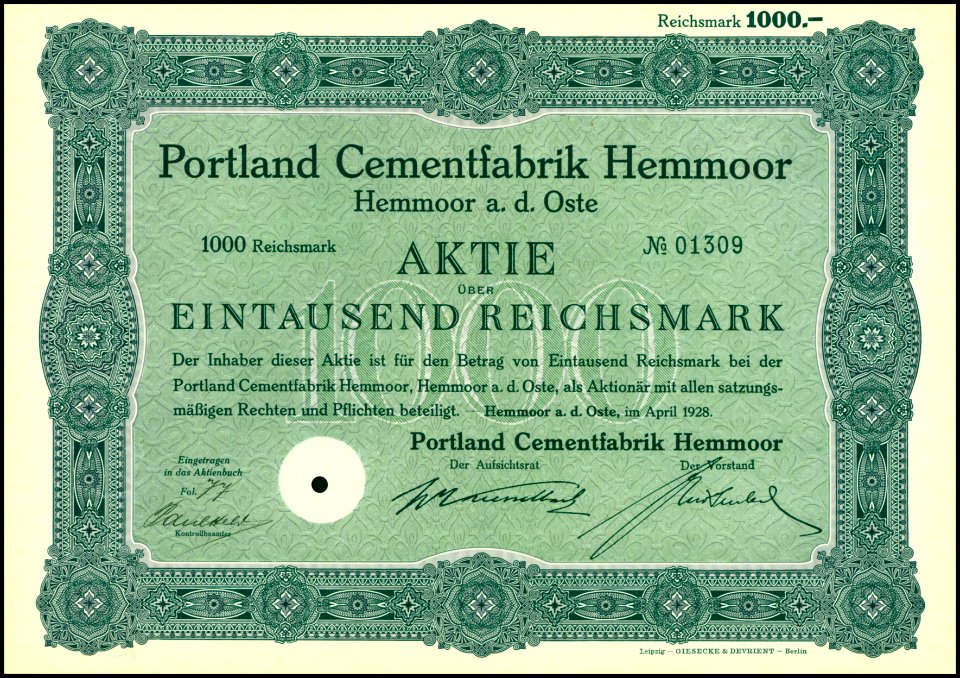 Reichsmark 1000.–
Portland Cementfabrik Hemmoor
Hemmoor a. d. Oste
1000 Reichsmark
№ 01309
AKTIE
ÜBER
EINTAUSEND REICHSMARK
1000
Der Inhaber dieser Aktie ist für den Betrag von Eintausend Reichsmark bei der
Portland Cementfabrik Hemmoor, Hemmoor a. d. Oste, als Aktionär mit allen satzungs-
mäßigen Rechten und Pflichten beteiligt. — Hemmoor a. d. Oste, im April 1928.
Portland Cementfabrik Hemmoor
Der Aufsichtsrat
Der Vorstand
Eingetragen
in das Aktienbuch
Fol. 77
Kontrollbeamter
Leipzig — GIESECKE & DEVRIENT — Berlin